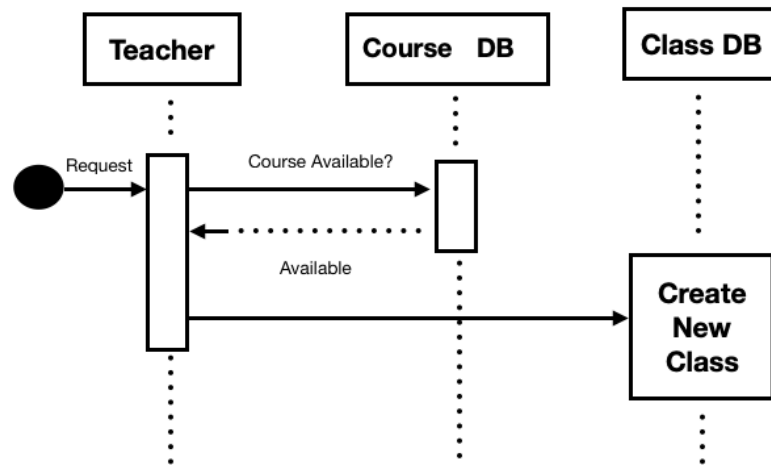 Teacher
Course DB
Class DB
Request
Course Available?
Available
Create
New
Class